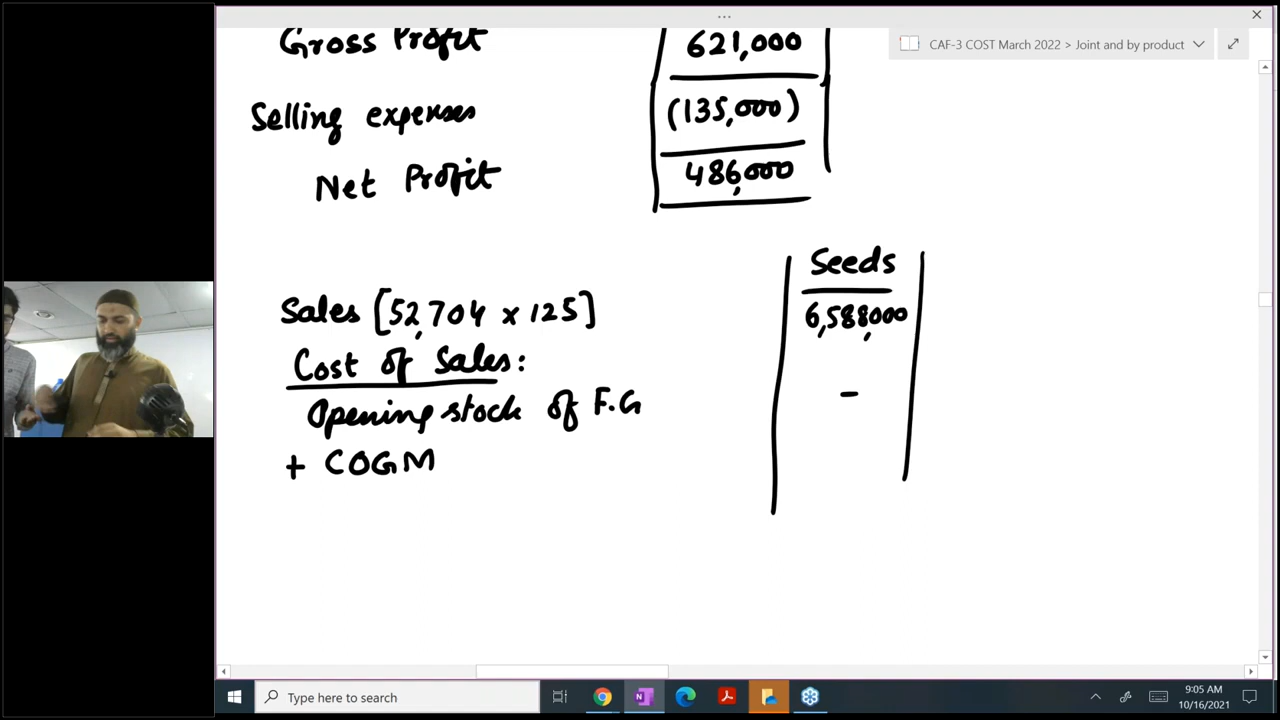 ...
CAF-3 COST March 2022 > Joint and by product
Gross Profit 621,000
Selling expenses (135,000)
Net Profit 486,000
Seeds
Sales [52,704 x 125] 6,588,000
Cost of Sales:
Opening stock of F.G -
+ COGM
Type here to search
9:05 AM
10/16/2021